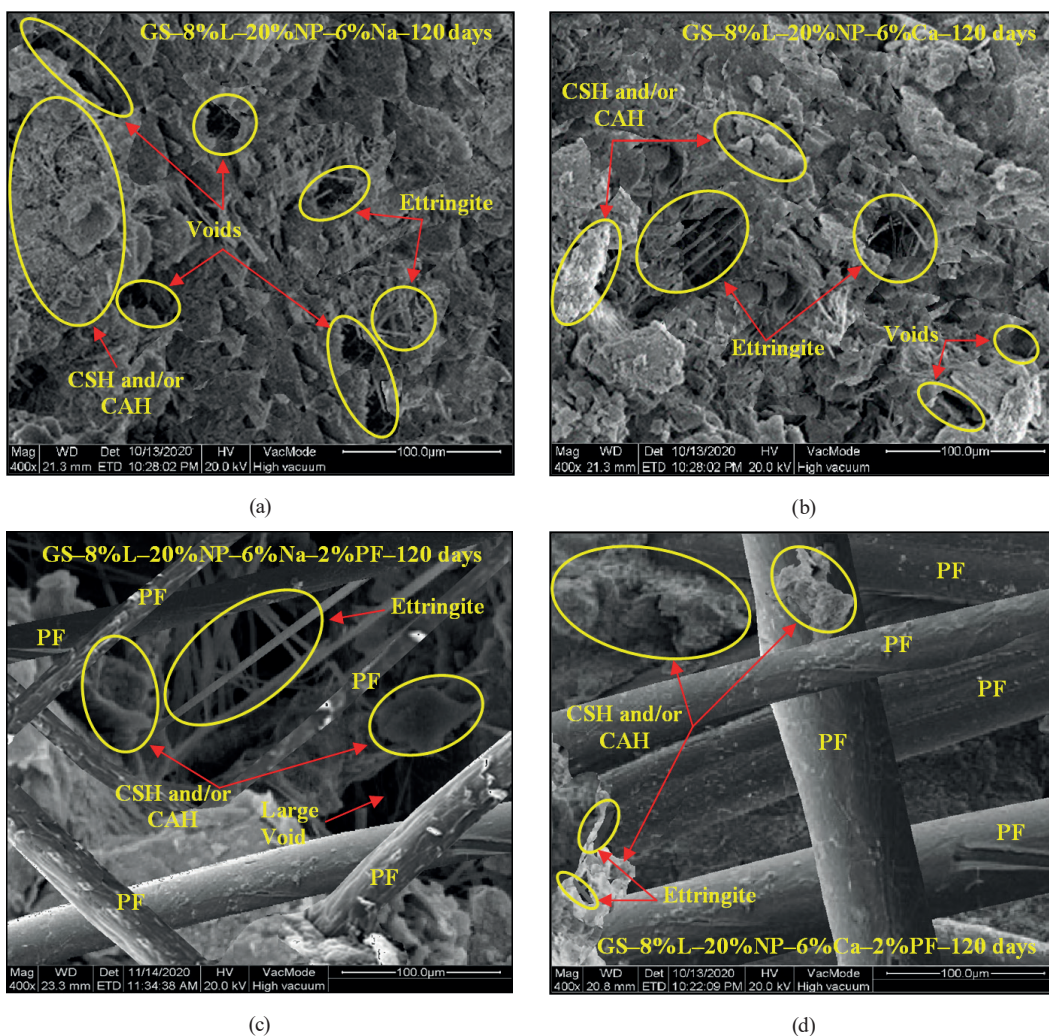 GS–8%L–20%NP–6%Na–120 days
Voids
Ettringite
CSH and/or
CAH
Mag WD Det 10/13/2020 HV VacMode 100.0μm
400x 21.3 mm ETD 10:28:02 PM 20.0 kV High vacuum
(a)
GS–8%L–20%NP–6%Ca–120 days
CSH and/or
CAH
Ettringite
Voids
Mag WD Det 10/13/2020 HV VacMode 100.0μm
400x 21.3 mm ETD 10:28:02 PM 20.0 kV High vacuum
(b)
GS–8%L–20%NP–6%Na–2%PF–120 days
PF
Ettringite
PF
PF
CSH and/or
CAH
Large
Void
PF
PF
Mag WD Det 11/14/2020 HV VacMode 100.0μm
400x 23.3 mm ETD 11:34:38 AM 20.0 kV High vacuum
(c)
PF
PF
CSH and/or
CAH
PF
PF
PF
Ettringite
GS–8%L–20%NP–6%Ca–2%PF–120 days
Mag WD Det 10/13/2020 HV VacMode 100.0μm
400x 20.8 mm ETD 10:22:09 PM 20.0 kV High vacuum
(d)